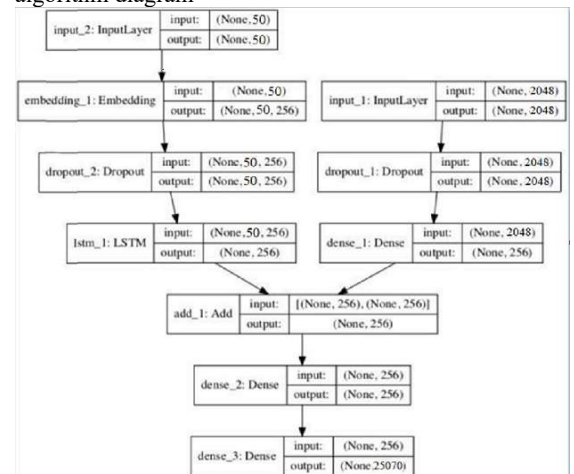 algorithm diagram
input_2: InputLayer
input: (None, 50)
output: (None, 50)
embedding_1: Embedding
input: (None,50)
output: (None, 50, 256)
input_1: InputLayer
input: (None, 2048)
output: (None, 2048)
dropout_2: Dropout
input: (None,50, 256)
output: (None,50, 256)
dropout_1: Dropout
input: (None, 2048)
output: (None, 2048)
lstm_1: LSTM
input: (None,50, 256)
output: (None, 256)
dense_1: Dense
input: (None, 2048)
output: (None, 256)
add_1: Add
input: [(None, 256), (None, 256)]
output: (None, 256)
dense_2: Dense
input: (None, 256)
output: (None, 256)
dense_3: Dense
input: (None, 256)
output: (None,25070)